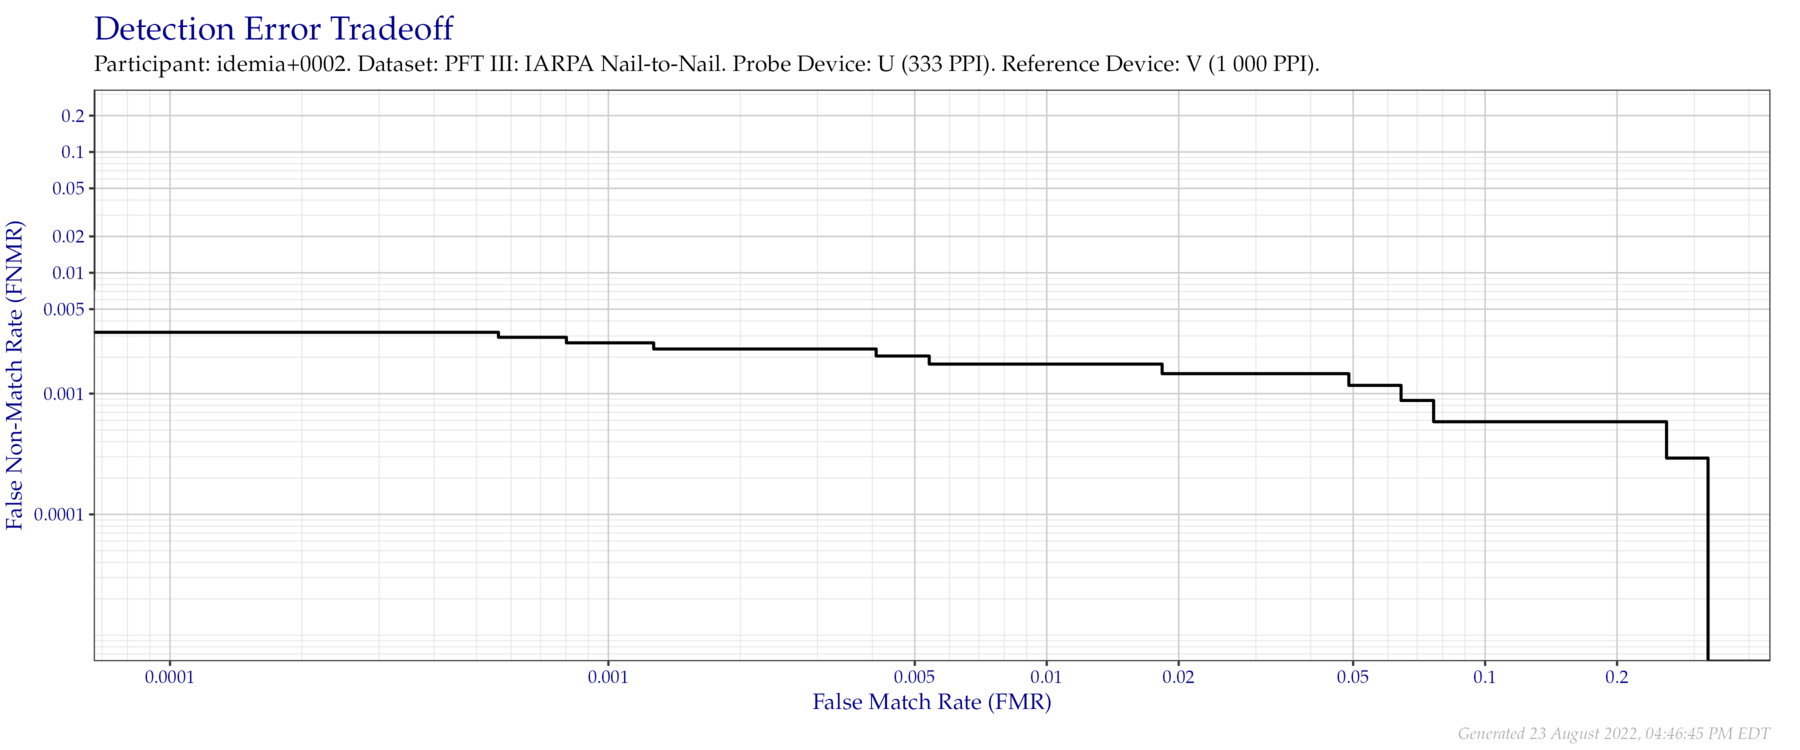 Detection Error Tradeoff
Participant: idemia+0002. Dataset: PFT III: IARPA Nail-to-Nail. Probe Device: U (333 PPI). Reference Device: V (1 000 PPI).
False Non-Match Rate (FNMR)
0.2
0.1
0.05
0.02
0.01
0.005
0.001
0.0001
0.0001 0.001 0.005 0.01 0.02 0.05 0.1 0.2
False Match Rate (FMR)
Generated 23 August 2022, 04:46:45 PM EDT